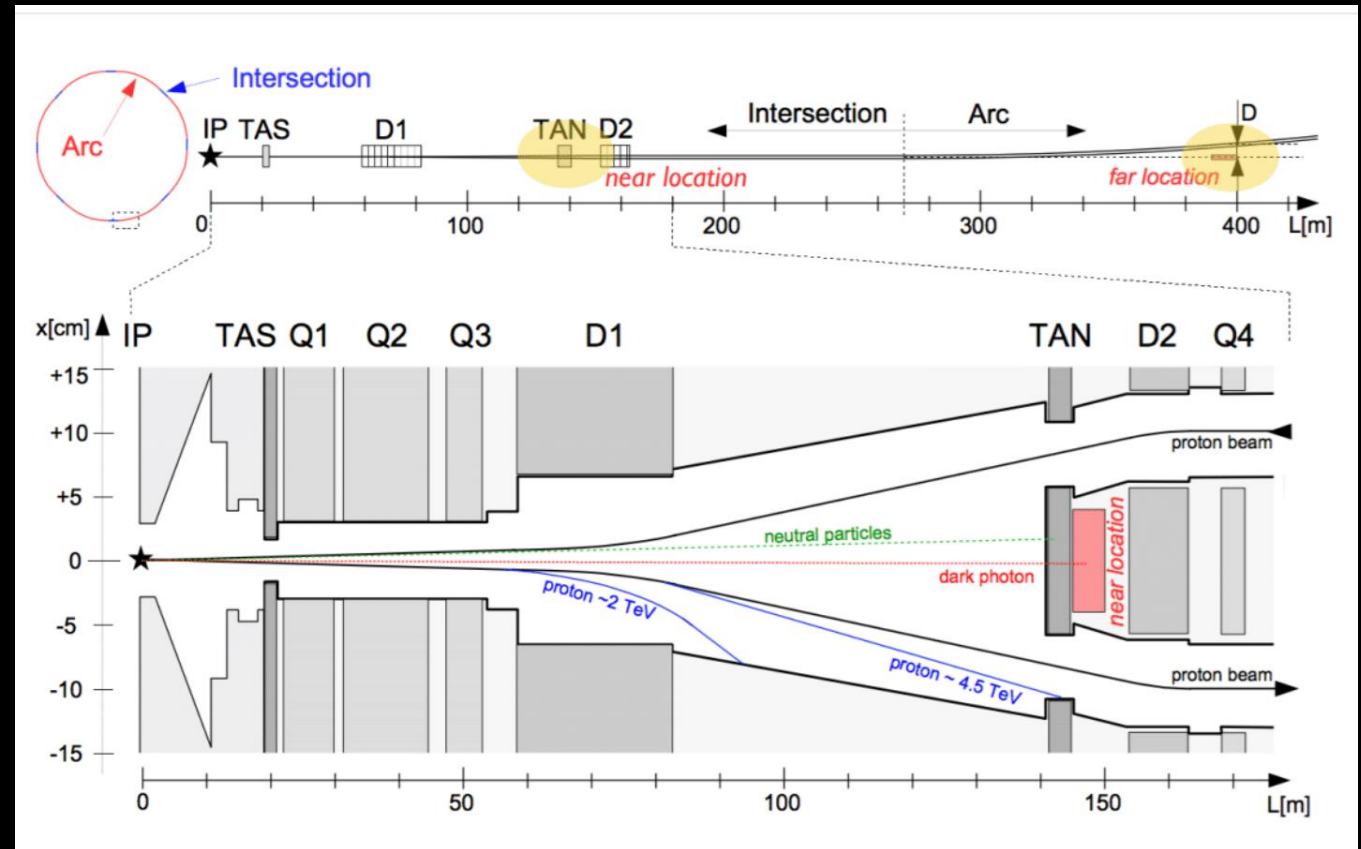 Intersection
Arc
IP TAS D1 TAN D2 Intersection Arc D
near location far location
0 100 200 300 400 L[m]
x[cm] IP TAS Q1 Q2 Q3 D1 TAN D2 Q4
+15
+10
proton beam
+5
neutral particles
near location
0
dark photon
proton ~2 TeV
-5
proton ~ 4.5 TeV
proton beam
-10
-15
0 50 100 150 L[m]